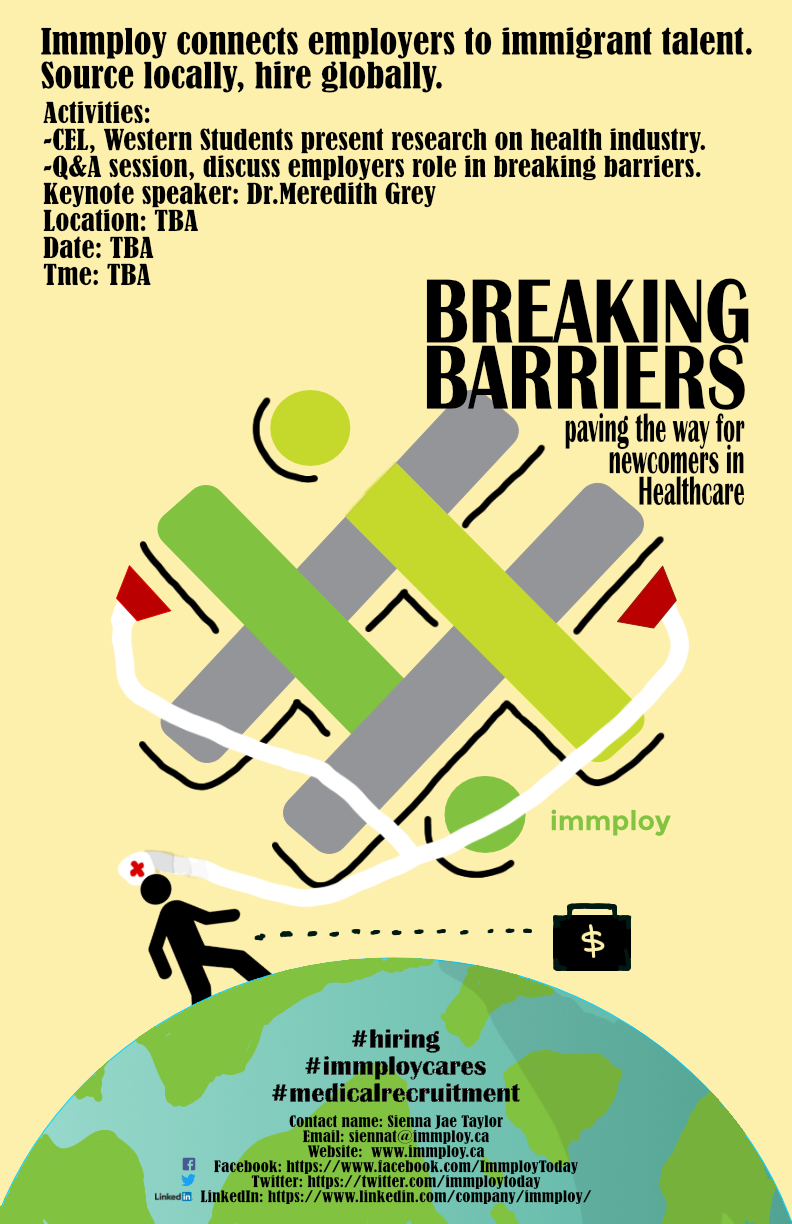 Immploy connects employers to immigrant talent.
Source locally, hire globally.
Activities:
-CEL, Western Students present research on health industry.
-Q&A session, discuss employers role in breaking barriers.
Keynote speaker: Dr.Meredith Grey
Location: TBA
Date: TBA
Tme: TBA
BREAKING
BARRIERS
paving the way for
newcomers in
Healthcare
immploy
$
#hiring
#immploycares
#medicalrecruitment
Contact name: Sienna Jae Taylor
Email: siennat@immploy.ca
Website: www.immploy.ca
Facebook: https://www.facebook.com/ImmployToday
Twitter: https://twitter.com/immploytoday
Linked in LinkedIn: https://www.linkedin.com/company/immploy/